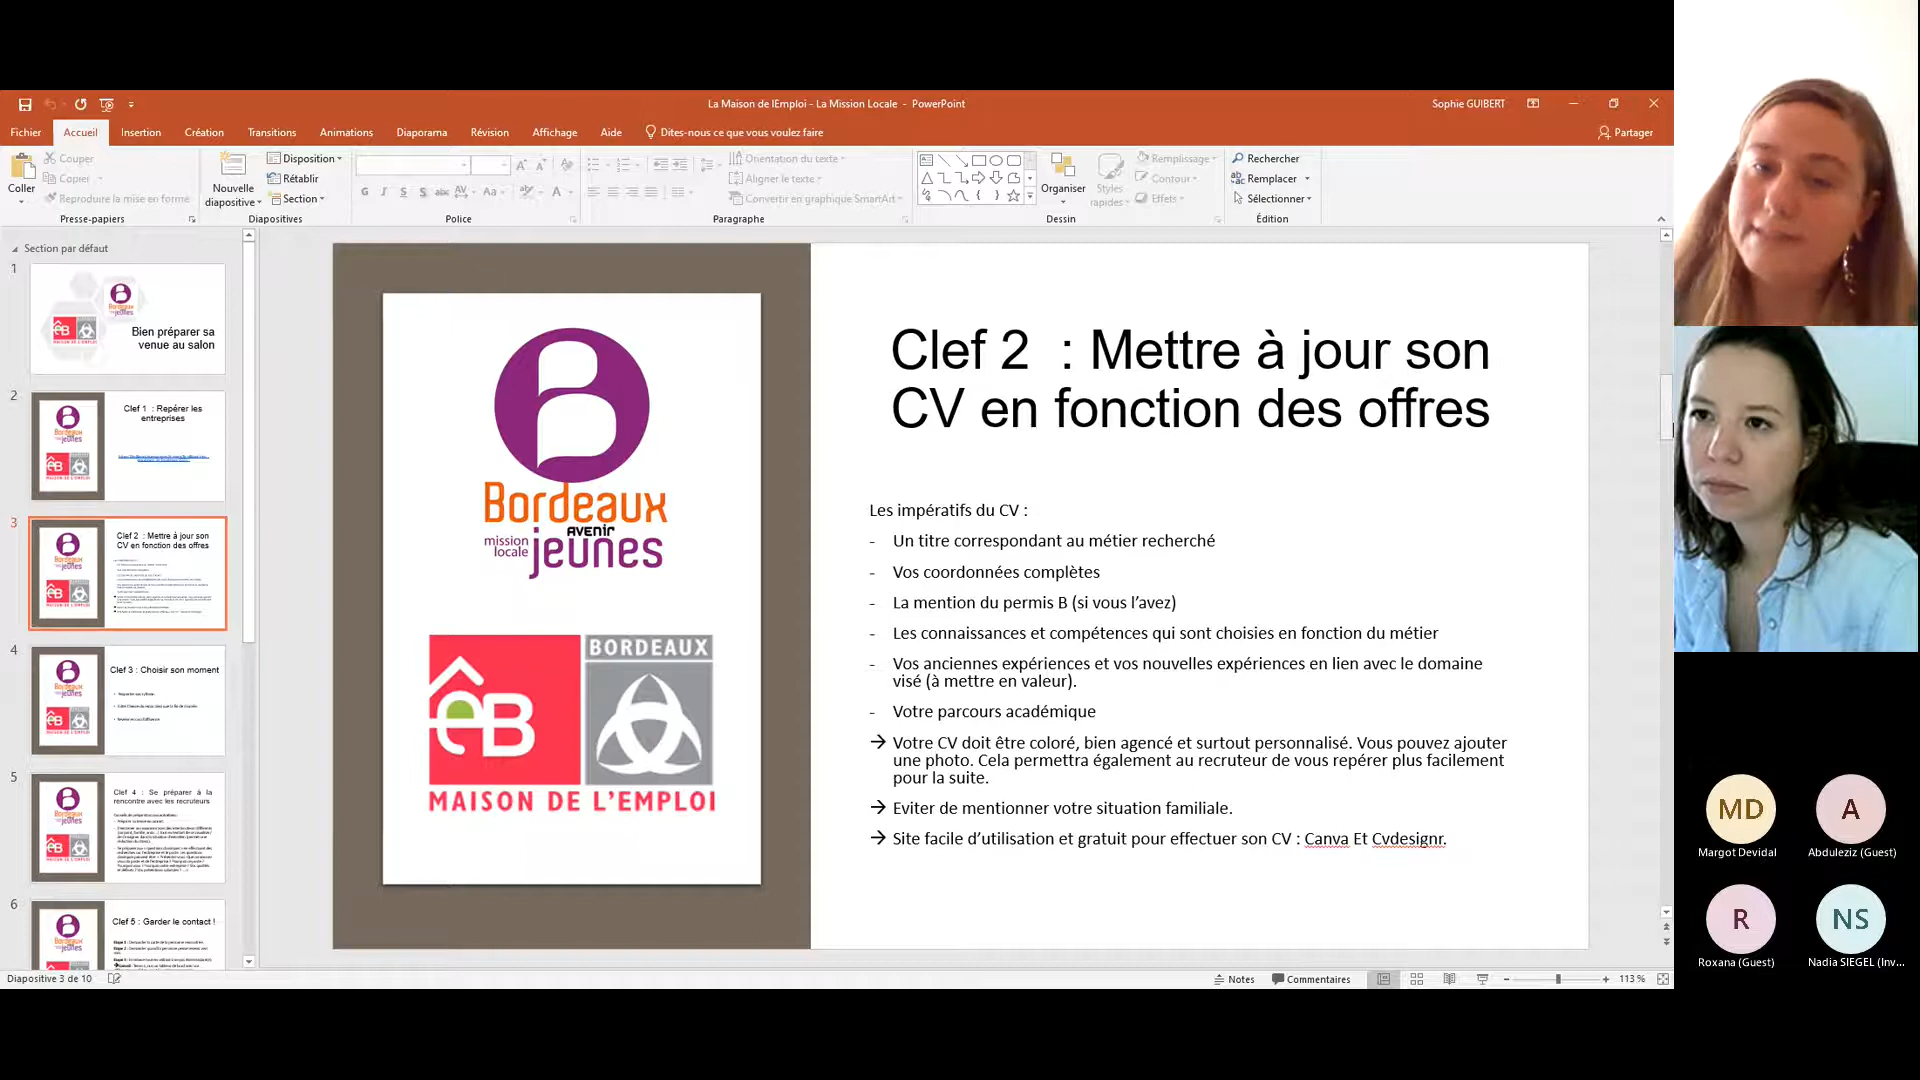 La Maison de lEmploi - La Mission Locale - PowerPoint
Sophie GUIBERT
Fichier
Accueil
Insertion
Création
Transitions
Animations
Diaporama
Révision
Affichage
Aide
Dites-nous ce que vous voulez faire
Partager
Coller
Couper
Copier
Reproduire la mise en forme
Presse-papiers
Nouvelle
diapositive
Disposition
Rétablir
Section
Diapositives
G I S S abc AV Aa A
Police
Orientation du texte
Aligner le texte
Convertir en graphique SmartArt
Paragraphe
Organiser
Styles
rapides
Remplissage
Contour
Effets
Dessin
Rechercher
Remplacer
Sélectionner
Édition
Section par défaut
1
Bien préparer sa
venue au salon
2
Clef 1 : Repérer les
entreprises
3
Clef 2 : Mettre à jour son
CV en fonction des offres
4
Clef 3 : Choisir son moment
5
Clef 4 : Se préparer à la
rencontre avec les recruteurs
6
Clef 5 : Garder le contact !
Bordeaux
avenir
mission
locale
jeunes
êB
BORDEAUX
MAISON DE L'EMPLOI
Clef 2 : Mettre à jour son
CV en fonction des offres
Les impératifs du CV :
- Un titre correspondant au métier recherché
- Vos coordonnées complètes
- La mention du permis B (si vous l’avez)
- Les connaissances et compétences qui sont choisies en fonction du métier
- Vos anciennes expériences et vos nouvelles expériences en lien avec le domaine
visé (à mettre en valeur).
- Votre parcours académique
→ Votre CV doit être coloré, bien agencé et surtout personnalisé. Vous pouvez ajouter
une photo. Cela permettra également au recruteur de vous repérer plus facilement
pour la suite.
→ Eviter de mentionner votre situation familiale.
→ Site facile d’utilisation et gratuit pour effectuer son CV : Canva Et Cvdesignr.
MD
Margot Devidal
A
Abduleziz (Guest)
R
Roxana (Guest)
NS
Nadia SIEGEL (Inv...
Diapositive 3 de 10
Notes
Commentaires
113 %